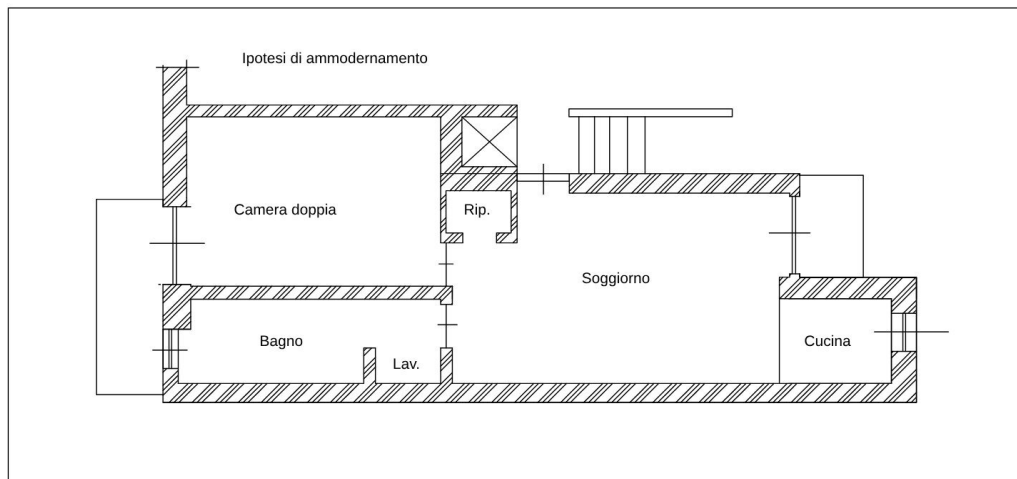 Ipotesi di ammodernamento
Camera doppia
Rip.
Soggiorno
Bagno
Lav.
Cucina